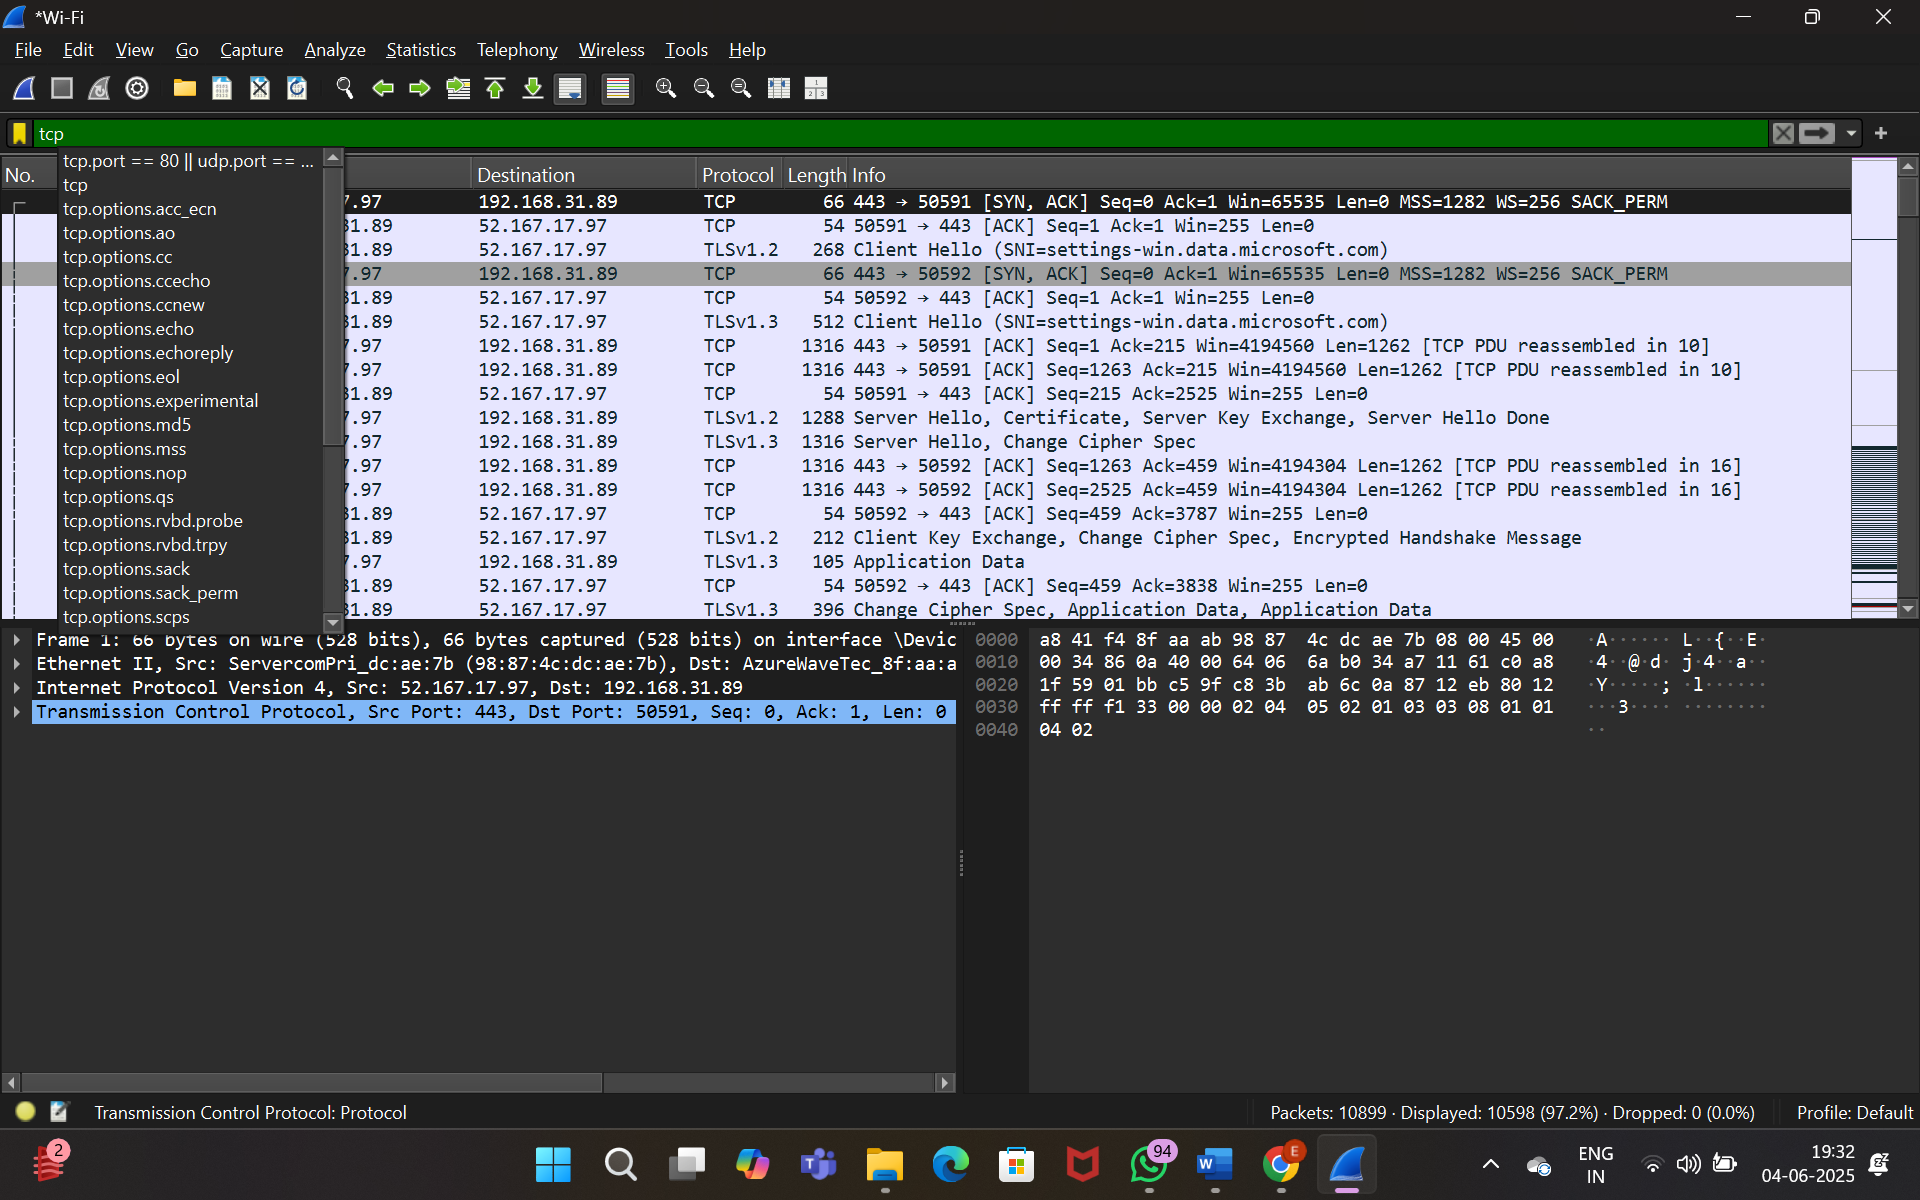 *Wi-Fi
File Edit View Go Capture Analyze Statistics Telephony Wireless Tools Help
tcp
tcp.port == 80 || udp.port == ...
tcp
tcp.options.acc_ecn
tcp.options.ao
tcp.options.cc
tcp.options.ccecho
tcp.options.ccnew
tcp.options.echo
tcp.options.echoreply
tcp.options.eol
tcp.options.experimental
tcp.options.md5
tcp.options.mss
tcp.options.nop
tcp.options.qs
tcp.options.rvbd.probe
tcp.options.rvbd.trpy
tcp.options.sack
tcp.options.sack_perm
tcp.options.scps
No. Destination Protocol Length Info
7.97 192.168.31.89 TCP 66 443 → 50591 [SYN, ACK] Seq=0 Ack=1 Win=65535 Len=0 MSS=1282 WS=256 SACK_PERM
31.89 52.167.17.97 TCP 54 50591 → 443 [ACK] Seq=1 Ack=1 Win=255 Len=0
31.89 52.167.17.97 TLSv1.2 268 Client Hello (SNI=settings-win.data.microsoft.com)
7.97 192.168.31.89 TCP 66 443 → 50592 [SYN, ACK] Seq=0 Ack=1 Win=65535 Len=0 MSS=1282 WS=256 SACK_PERM
31.89 52.167.17.97 TCP 54 50592 → 443 [ACK] Seq=1 Ack=1 Win=255 Len=0
31.89 52.167.17.97 TLSv1.3 512 Client Hello (SNI=settings-win.data.microsoft.com)
7.97 192.168.31.89 TCP 1316 443 → 50591 [ACK] Seq=1 Ack=215 Win=4194560 Len=1262 [TCP PDU reassembled in 10]
7.97 192.168.31.89 TCP 1316 443 → 50591 [ACK] Seq=1263 Ack=215 Win=4194560 Len=1262 [TCP PDU reassembled in 10]
31.89 52.167.17.97 TCP 54 50591 → 443 [ACK] Seq=215 Ack=2525 Win=255 Len=0
7.97 192.168.31.89 TLSv1.2 1288 Server Hello, Certificate, Server Key Exchange, Server Hello Done
7.97 192.168.31.89 TLSv1.3 1316 Server Hello, Change Cipher Spec
7.97 192.168.31.89 TCP 1316 443 → 50592 [ACK] Seq=1263 Ack=459 Win=4194304 Len=1262 [TCP PDU reassembled in 16]
7.97 192.168.31.89 TCP 1316 443 → 50592 [ACK] Seq=2525 Ack=459 Win=4194304 Len=1262 [TCP PDU reassembled in 16]
31.89 52.167.17.97 TCP 54 50592 → 443 [ACK] Seq=459 Ack=3787 Win=255 Len=0
31.89 52.167.17.97 TLSv1.2 212 Client Key Exchange, Change Cipher Spec, Encrypted Handshake Message
7.97 192.168.31.89 TLSv1.3 105 Application Data
31.89 52.167.17.97 TCP 54 50592 → 443 [ACK] Seq=459 Ack=3838 Win=255 Len=0
31.89 52.167.17.97 TLSv1.3 396 Change Cipher Spec, Application Data, Application Data
Frame 1: 66 bytes on wire (528 bits), 66 bytes captured (528 bits) on interface \Devic
Ethernet II, Src: ServercomPri_dc:ae:7b (98:87:4c:dc:ae:7b), Dst: AzureWaveTec_8f:aa:a
Internet Protocol Version 4, Src: 52.167.17.97, Dst: 192.168.31.89
Transmission Control Protocol, Src Port: 443, Dst Port: 50591, Seq: 0, Ack: 1, Len: 0
0000 a8 41 f4 8f aa ab 98 87 4c dc ae 7b 08 00 45 00 ·A······ L··{··E·
0010 00 34 86 0a 40 00 64 06 6a b0 34 a7 11 61 c0 a8 ·4··@·d· j·4··a··
0020 1f 59 01 bb c5 9f c8 3b ab 6c 0a 87 12 eb 80 12 ·Y·····; ·l······
0030 ff ff f1 33 00 00 02 04 05 02 01 03 03 08 01 01 ···3···· ········
0040 04 02 ··
Transmission Control Protocol: Protocol
Packets: 10899 · Displayed: 10598 (97.2%) · Dropped: 0 (0.0%)
Profile: Default
2
94
E
ENG
IN
19:32
04-06-2025